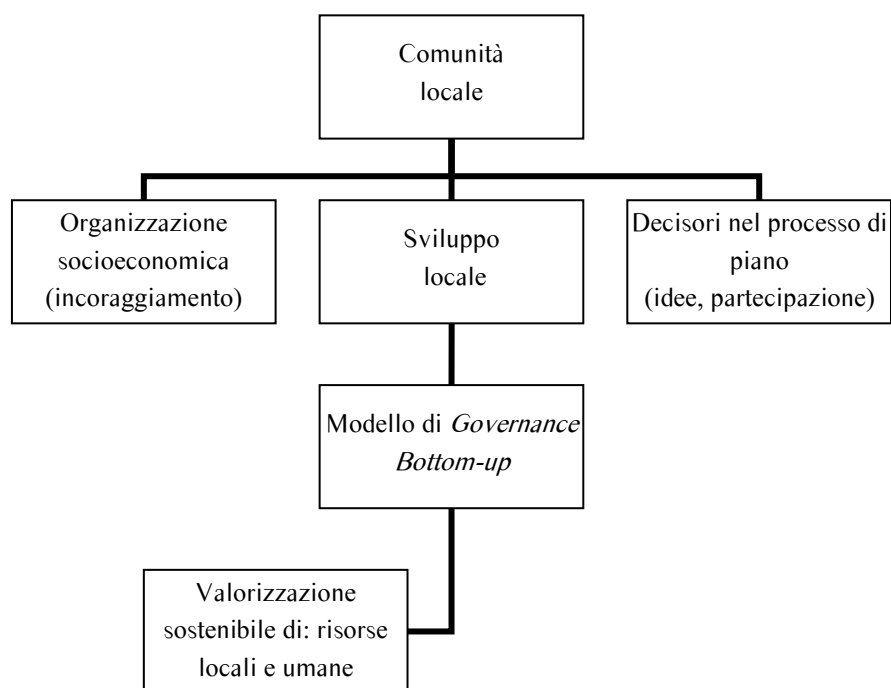 Comunità
locale
Organizzazione
socioeconomica
(incoraggiamento)
Sviluppo
locale
Decisori nel processo di
piano
(idee, partecipazione)
Modello di Governance
Bottom-up
Valorizzazione
sostenibile di: risorse
locali e umane